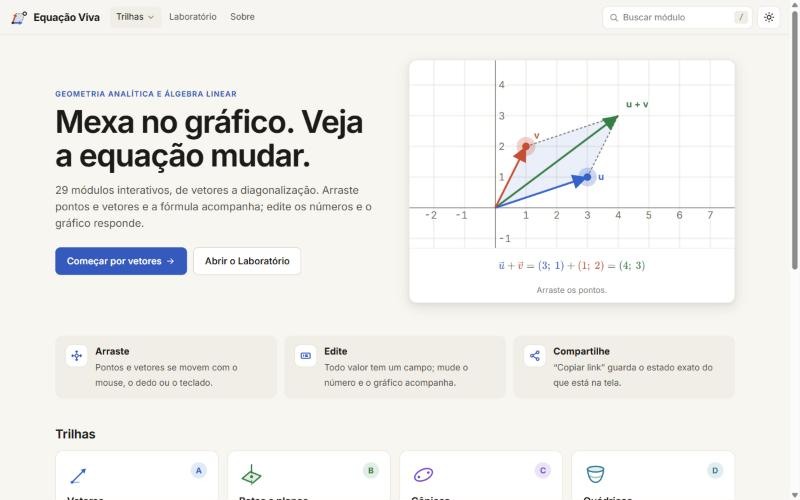 Equação Viva
Trilhas
Laboratório
Sobre
Buscar módulo
/
GEOMETRIA ANALÍTICA E ÁLGEBRA LINEAR
Mexa no gráfico. Veja
a equação mudar.
29 módulos interativos, de vetores a diagonalização. Arraste
pontos e vetores e a fórmula acompanha; edite os números e o
gráfico responde.
Começar por vetores →
Abrir o Laboratório
4
3
2
1
-1
-2 -1 1 2 3 4 5 6 7
v
u
u + v
u⃗ + v⃗ = (3; 1) + (1; 2) = (4; 3)
Arraste os pontos.
Arraste
Pontos e vetores se movem com o
mouse, o dedo ou o teclado.
Edite
Todo valor tem um campo; mude o
número e o gráfico acompanha.
Compartilhe
“Copiar link” guarda o estado exato do
que está na tela.
Trilhas
A
B
C
D